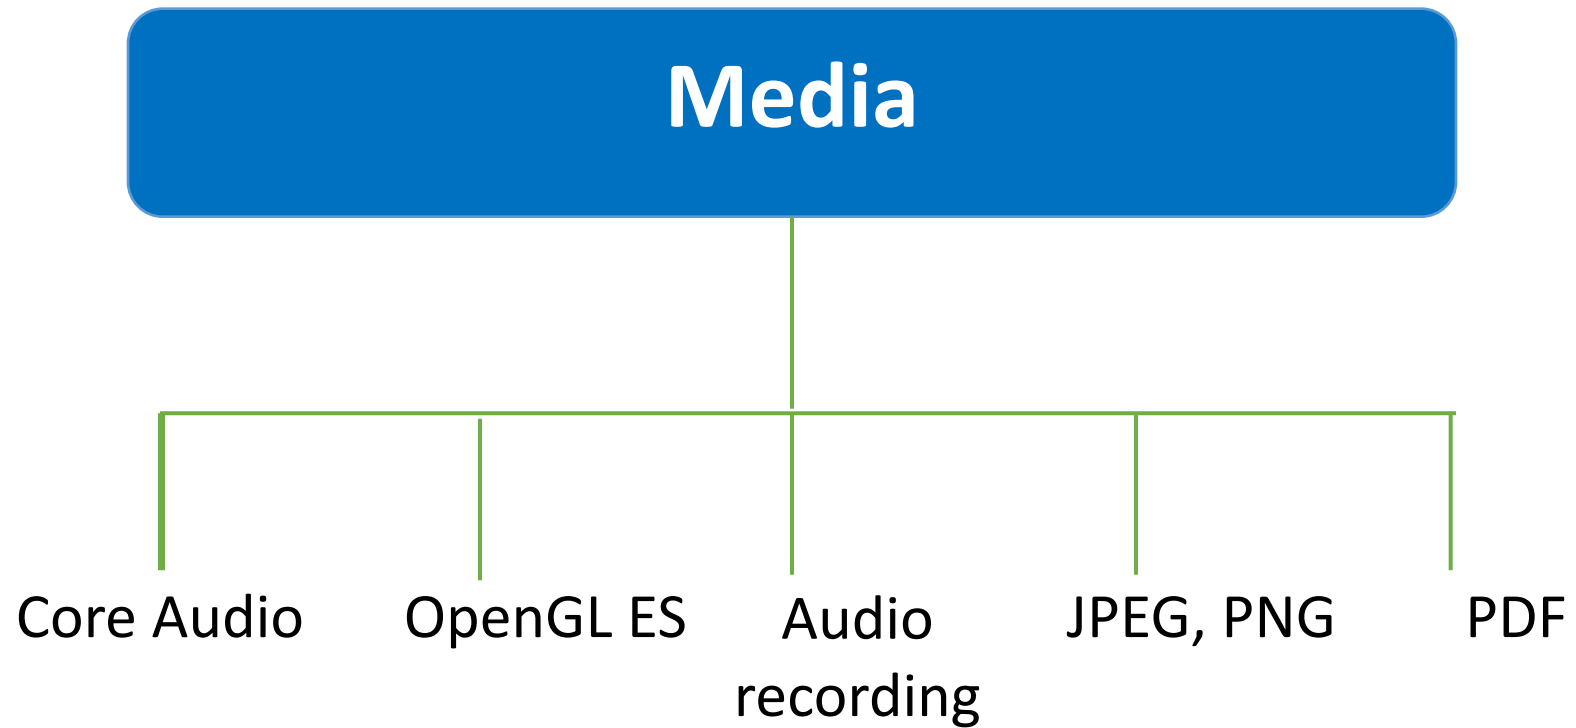 Media
Core Audio
OpenGL ES
Audio
recording
JPEG, PNG
PDF